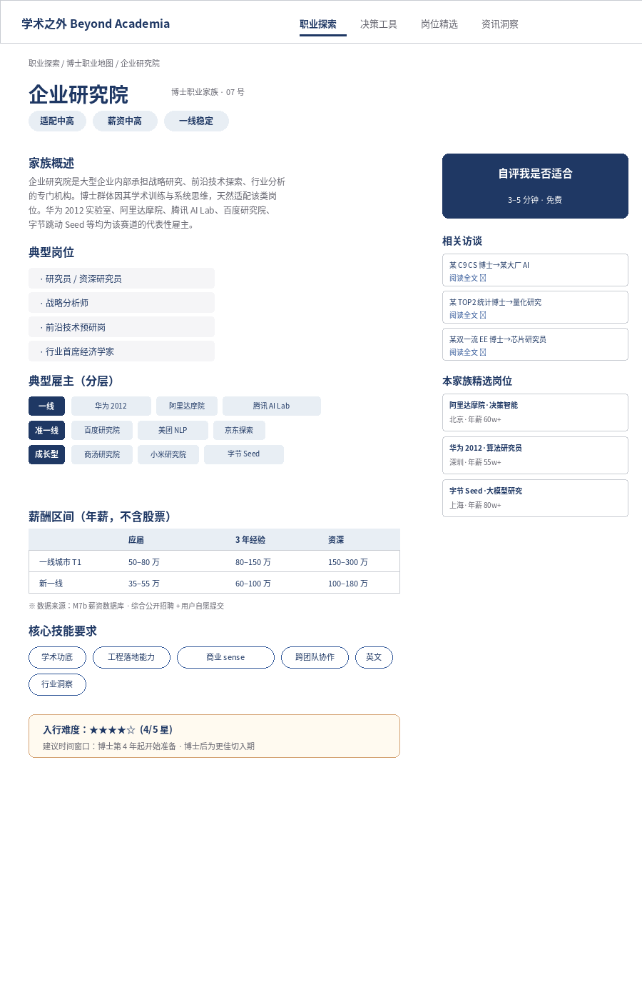 学术之外 Beyond Academia
职业探索 决策工具 岗位精选 资讯洞察
职业探索 / 博士职业地图 / 企业研究院
企业研究院 博士职业家族 · 07 号
适配中高 薪资中高 一线稳定
家族概述
企业研究院是大型企业内部承担战略研究、前沿技术探索、行业分析
的专门机构。博士群体因其学术训练与系统思维，天然适配该类岗
位。华为 2012 实验室、阿里达摩院、腾讯 AI Lab、百度研究院、
字节跳动 Seed 等均为该赛道的代表性雇主。
典型岗位
· 研究员 / 资深研究员
· 战略分析师
· 前沿技术预研岗
· 行业首席经济学家
典型雇主（分层）
一线 华为 2012 阿里达摩院 腾讯 AI Lab
准一线 百度研究院 美团 NLP 京东探索
成长型 商汤研究院 小米研究院 字节 Seed
薪酬区间（年薪，不含股票）
应届 3 年经验 资深
一线城市 T1 50–80 万 80–150 万 150–300 万
新一线 35–55 万 60–100 万 100–180 万
※ 数据来源：M7b 薪资数据库 · 综合公开招聘 + 用户自愿提交
核心技能要求
学术功底 工程落地能力 商业 sense 跨团队协作 英文
行业洞察
入行难度：★★★★☆ (4/5 星)
建议时间窗口：博士第 4 年起开始准备 · 博士后为更佳切入期
自评我是否适合
3–5 分钟 · 免费
相关访谈
某 C9 CS 博士→某大厂 AI
阅读全文
某 TOP2 统计博士→量化研究
阅读全文
某双一流 EE 博士→芯片研究员
阅读全文
本家族精选岗位
阿里达摩院 · 决策智能
北京 · 年薪 60w+
华为 2012 · 算法研究员
深圳 · 年薪 55w+
字节 Seed · 大模型研究
上海 · 年薪 80w+